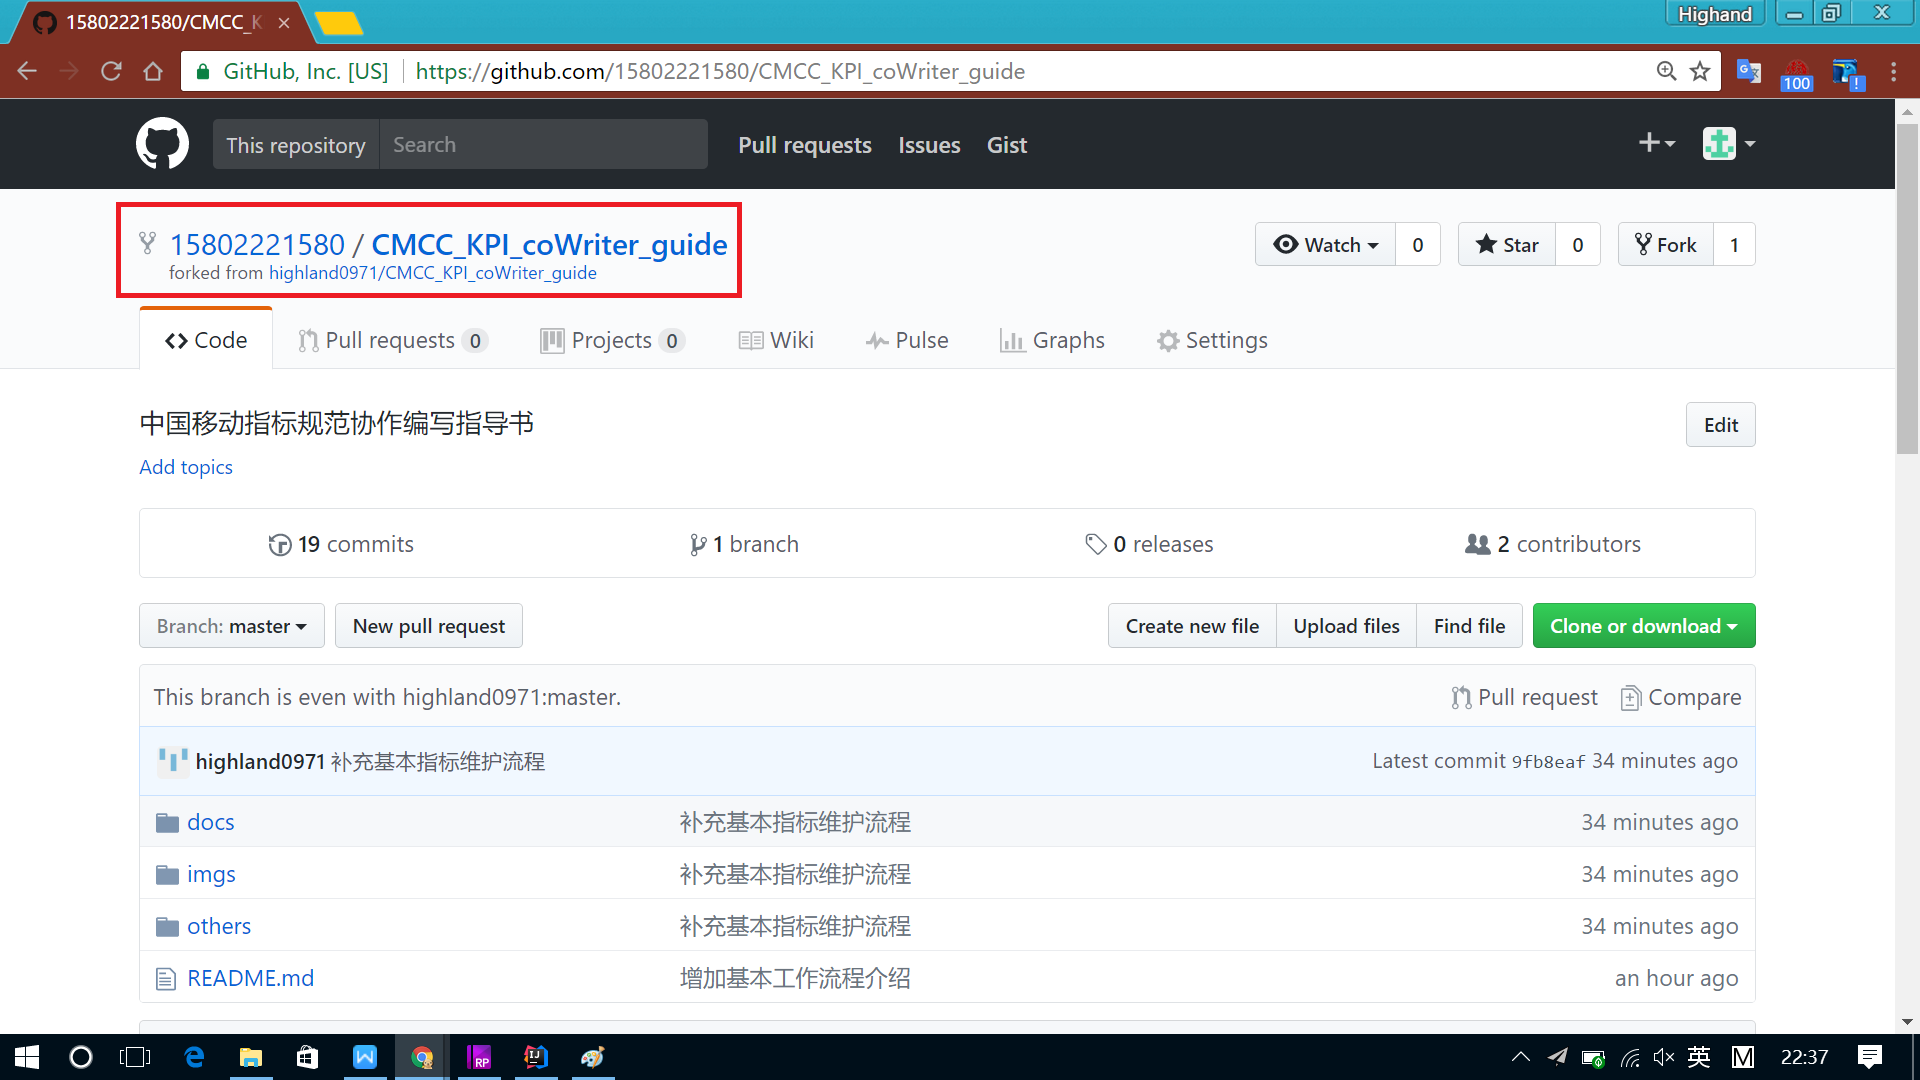 15802221580/CMCC_K
Highand
GitHub, Inc. [US]
https://github.com/15802221580/CMCC_KPI_coWriter_guide
100
!
This repository
Search
Pull requests
Issues
Gist
15802221580 / CMCC_KPI_coWriter_guide
forked from highland0971/CMCC_KPI_coWriter_guide
Watch 0
Star 0
Fork 1
Code
Pull requests 0
Projects 0
Wiki
Pulse
Graphs
Settings
中国移动指标规范协作编写指导书
Edit
Add topics
19 commits
1 branch
0 releases
2 contributors
Branch: master
New pull request
Create new file
Upload files
Find file
Clone or download
This branch is even with highland0971:master.
Pull request
Compare
highland0971 补充基本指标维护流程
Latest commit 9fb8eaf 34 minutes ago
docs 补充基本指标维护流程 34 minutes ago
imgs 补充基本指标维护流程 34 minutes ago
others 补充基本指标维护流程 34 minutes ago
README.md 增加基本工作流程介绍 an hour ago
W
RP
IJ
英
M
22:37